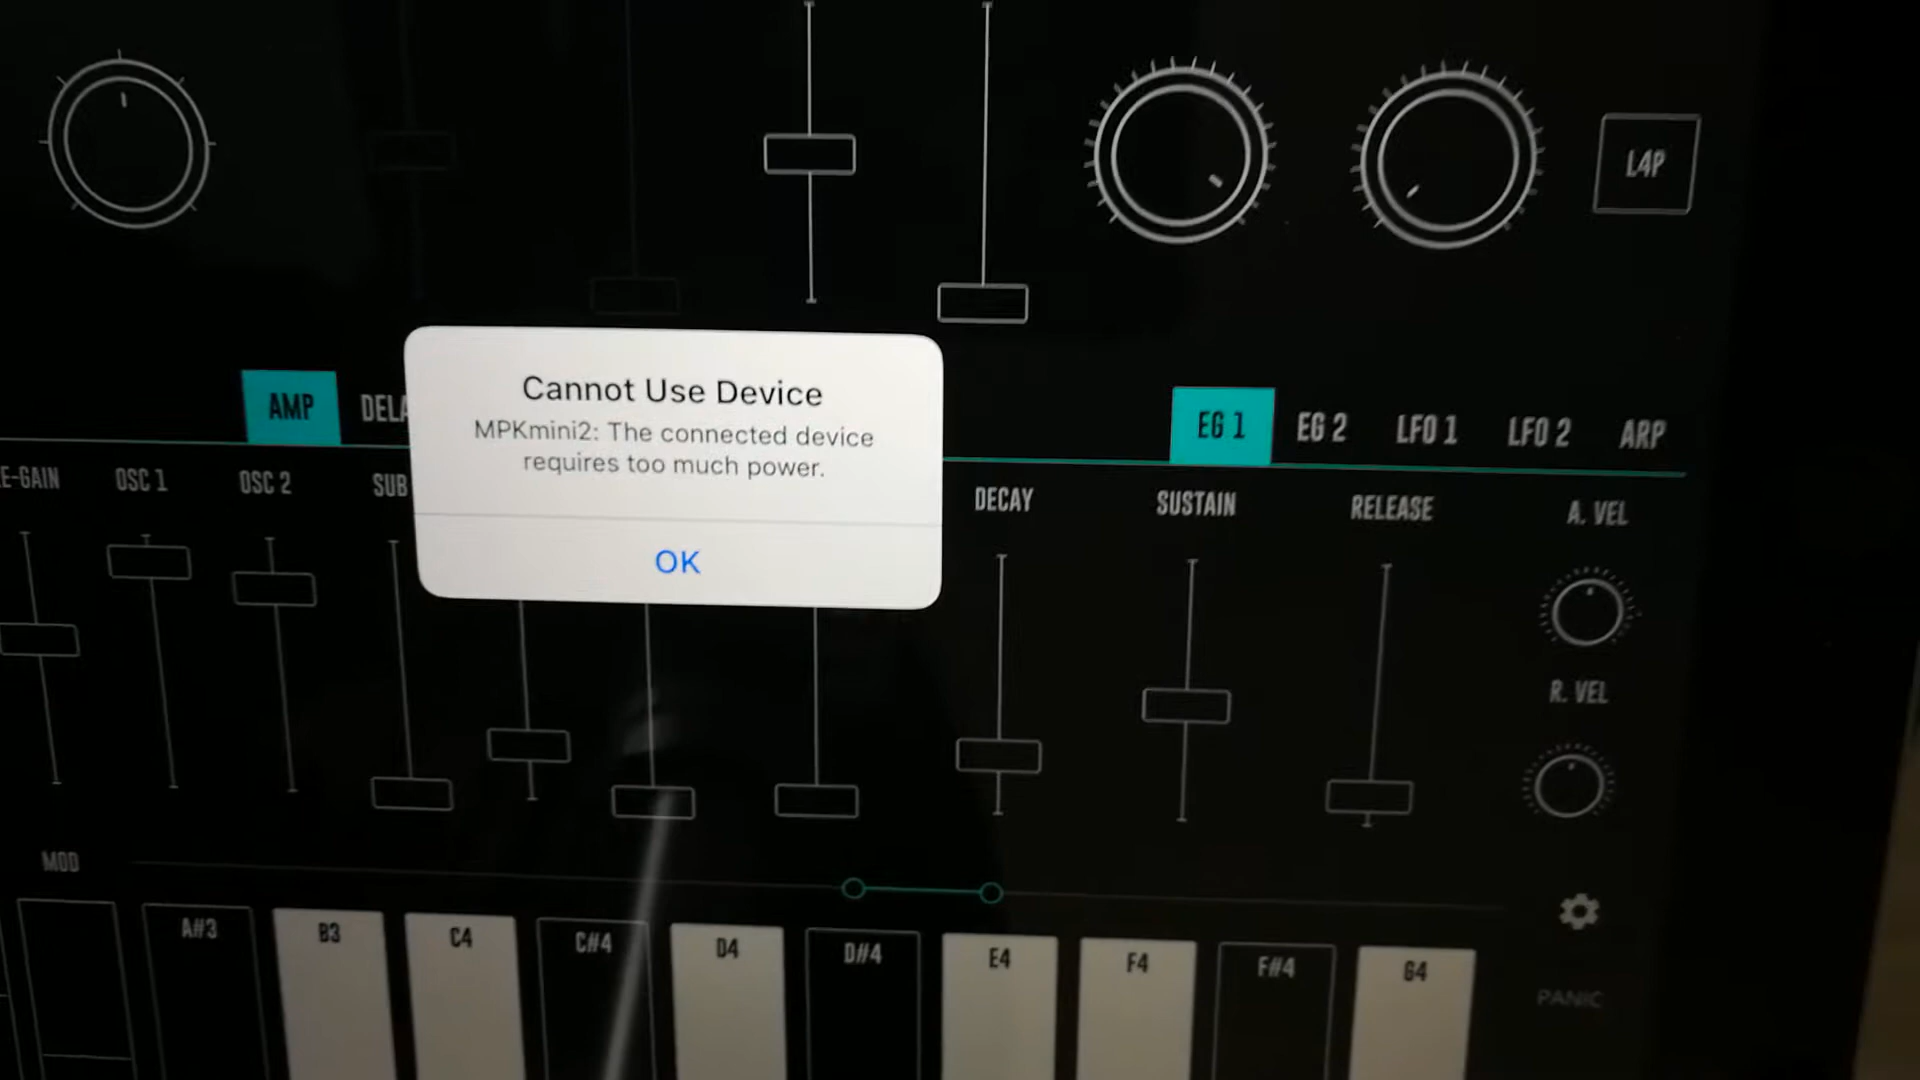 L4P
Cannot Use Device
MPKmini2: The connected device
requires too much power.
OK
AMP
DELA
EG 1
EG 2
LFO 1
LFO 2
ARP
E-GAIN
OSC 1
OSC 2
SUB
DECAY
SUSTAIN
RELEASE
A. VEL
R. VEL
MOD
A#3
B3
C4
C#4
D4
D#4
E4
F4
F#4
G4
PANIC